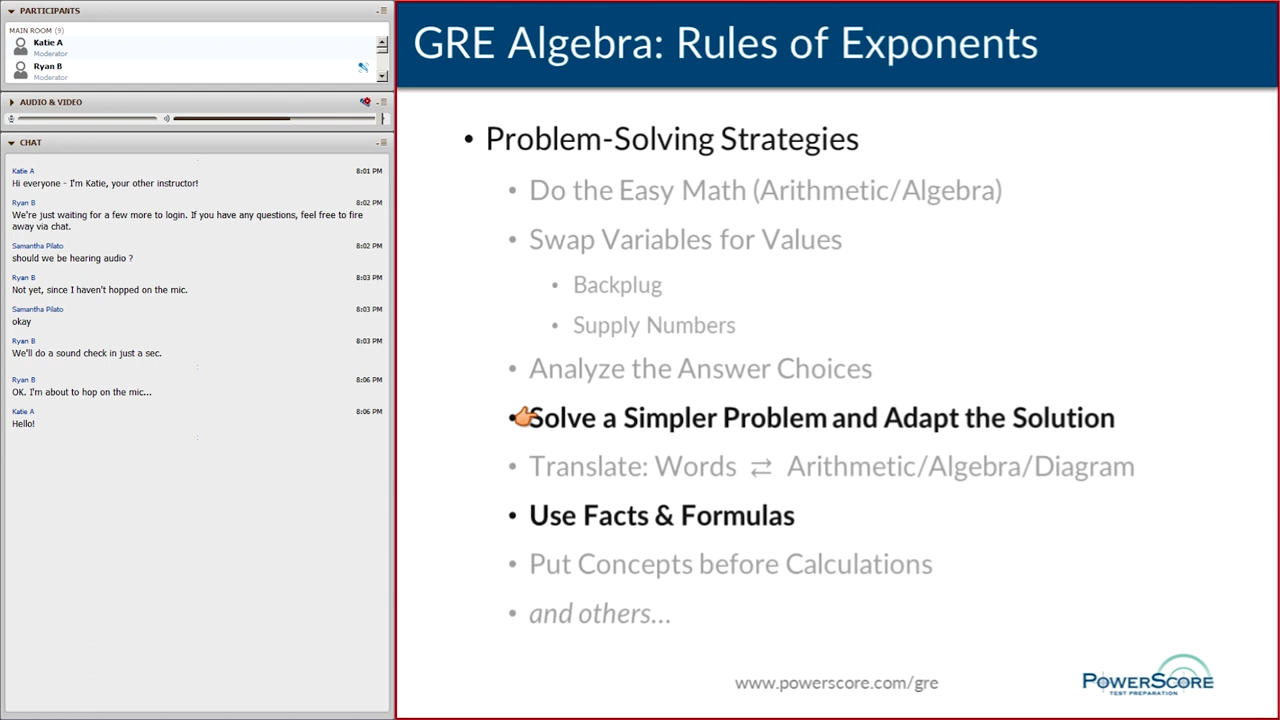 PARTICIPANTS
MAIN ROOM (9)
Katie A
Moderator
Ryan B
Moderator
AUDIO & VIDEO
CHAT
Katie A 8:01 PM
Hi everyone - I'm Katie, your other instructor!
Ryan B 8:02 PM
We're just waiting for a few more to login. If you have any questions, feel free to fire
away via chat.
Samantha Pilato 8:02 PM
should we be hearing audio ?
Ryan B 8:03 PM
Not yet, since I haven't hopped on the mic.
Samantha Pilato 8:03 PM
okay
Ryan B 8:03 PM
We'll do a sound check in just a sec.
Ryan B 8:06 PM
OK. I'm about to hop on the mic...
Katie A 8:06 PM
Hello!
GRE Algebra: Rules of Exponents
• Problem-Solving Strategies
• Do the Easy Math (Arithmetic/Algebra)
• Swap Variables for Values
• Backplug
• Supply Numbers
• Analyze the Answer Choices
• Solve a Simpler Problem and Adapt the Solution
• Translate: Words ⇄ Arithmetic/Algebra/Diagram
• Use Facts & Formulas
• Put Concepts before Calculations
• and others...
www.powerscore.com/gre
POWERSCORE
TEST PREPARATION